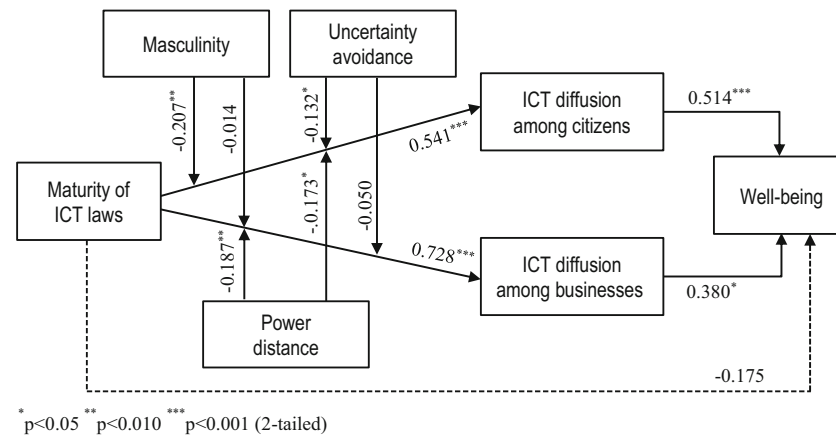 Masculinity
Uncertainty
avoidance
-0.207**
-0.014
-0.132*
-0.173*
-0.050
ICT diffusion
among citizens
0.514***
0.541***
Maturity of
ICT laws
Well-being
-0.187**
0.728***
ICT diffusion
among businesses
0.380*
Power
distance
-0.175
*p<0.05 **p<0.010 ***p<0.001 (2-tailed)